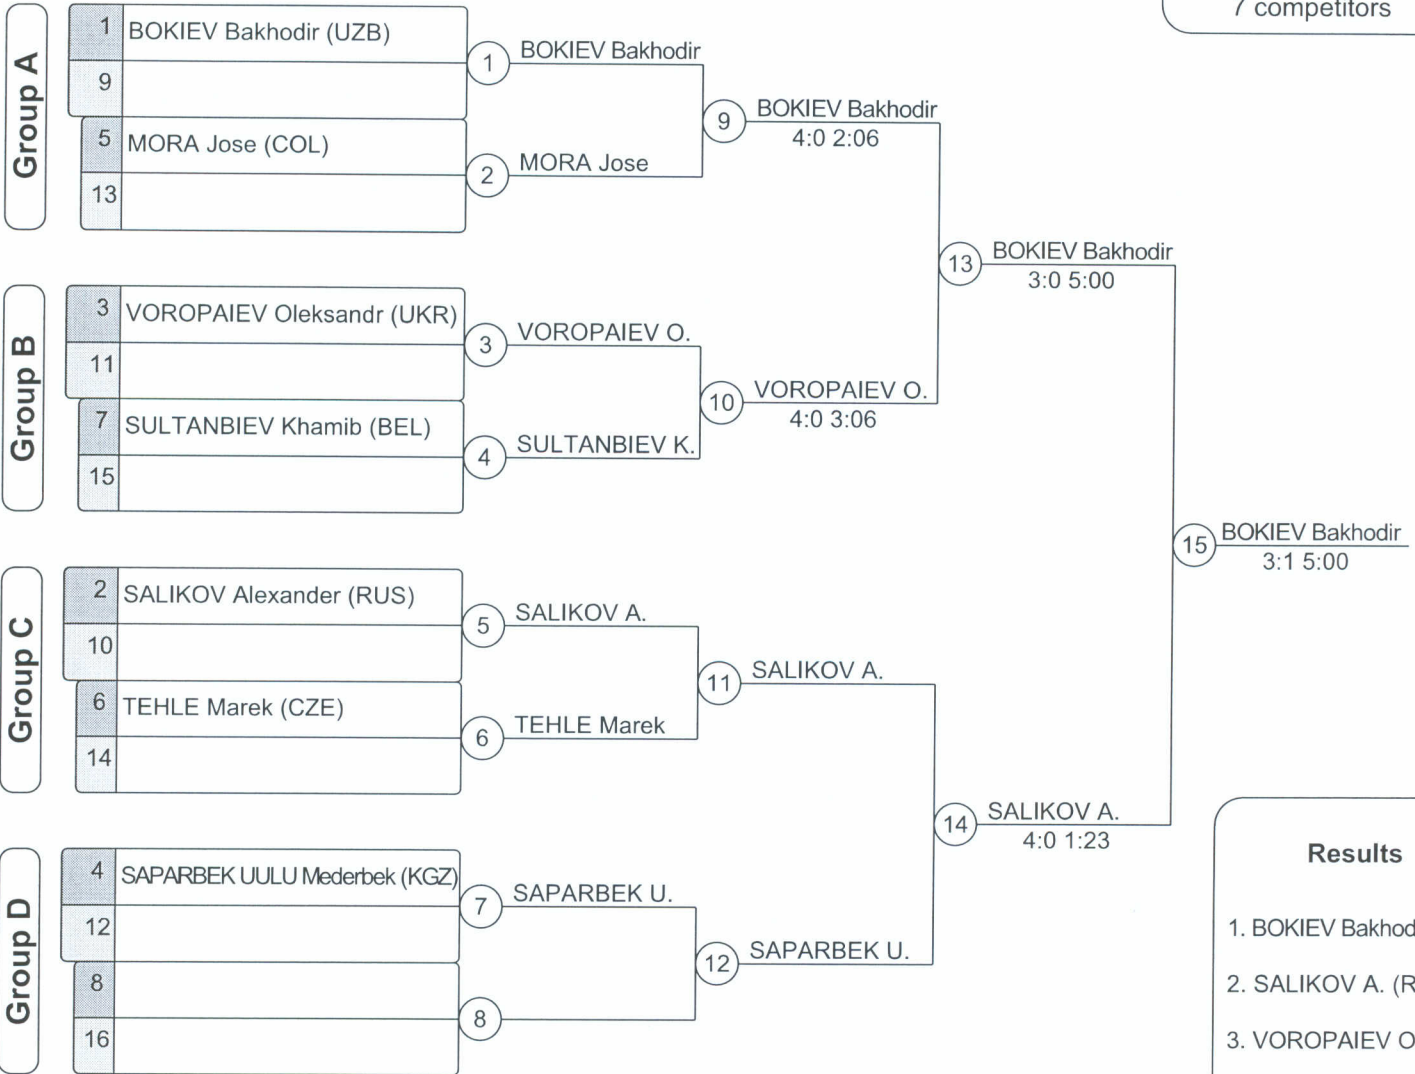 7 competitors
Group A
1 BOKIEV Bakhodir (UZB)
9
5 MORA Jose (COL)
13
1 BOKIEV Bakhodir
2 MORA Jose
9 BOKIEV Bakhodir
4:0 2:06
Group B
3 VOROPAIEV Oleksandr (UKR)
11
7 SULTANBIEV Khamib (BEL)
15
3 VOROPAIEV O.
4 SULTANBIEV K.
10 VOROPAIEV O.
4:0 3:06
13 BOKIEV Bakhodir
3:0 5:00
Group C
2 SALIKOV Alexander (RUS)
10
6 TEHLE Marek (CZE)
14
5 SALIKOV A.
6 TEHLE Marek
11 SALIKOV A.
Group D
4 SAPARBEK UULU Mederbek (KGZ)
12
8
16
7 SAPARBEK U.
8
12 SAPARBEK U.
14 SALIKOV A.
4:0 1:23
15 BOKIEV Bakhodir
3:1 5:00
Results
1. BOKIEV Bakhod
2. SALIKOV A. (R
3. VOROPAIEV O